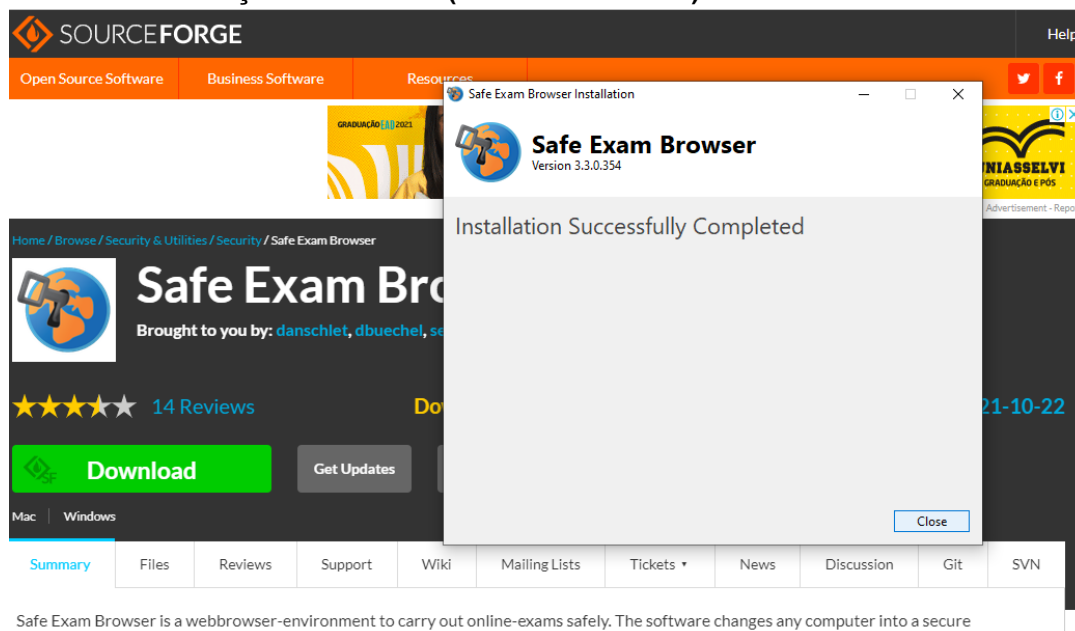 SOURCEFORGE
Help
Open Source Software
Business Software
Resources
GRADUAÇÃO EAD 2021
UNIASSELVI
GRADUAÇÃO E PÓS
Advertisement - Repo
Safe Exam Browser Installation
Safe Exam Browser
Version 3.3.0.354
Installation Successfully Completed
Close
Home / Browse / Security & Utilities / Security / Safe Exam Browser
Safe Exam Bro
Brought to you by: danschlet, dbuechel, se
14 Reviews
Do
21-10-22
Download
SF
Get Updates
Mac
Windows
Summary
Files
Reviews
Support
Wiki
Mailing Lists
Tickets
News
Discussion
Git
SVN
Safe Exam Browser is a webbrowser-environment to carry out online-exams safely. The software changes any computer into a secure